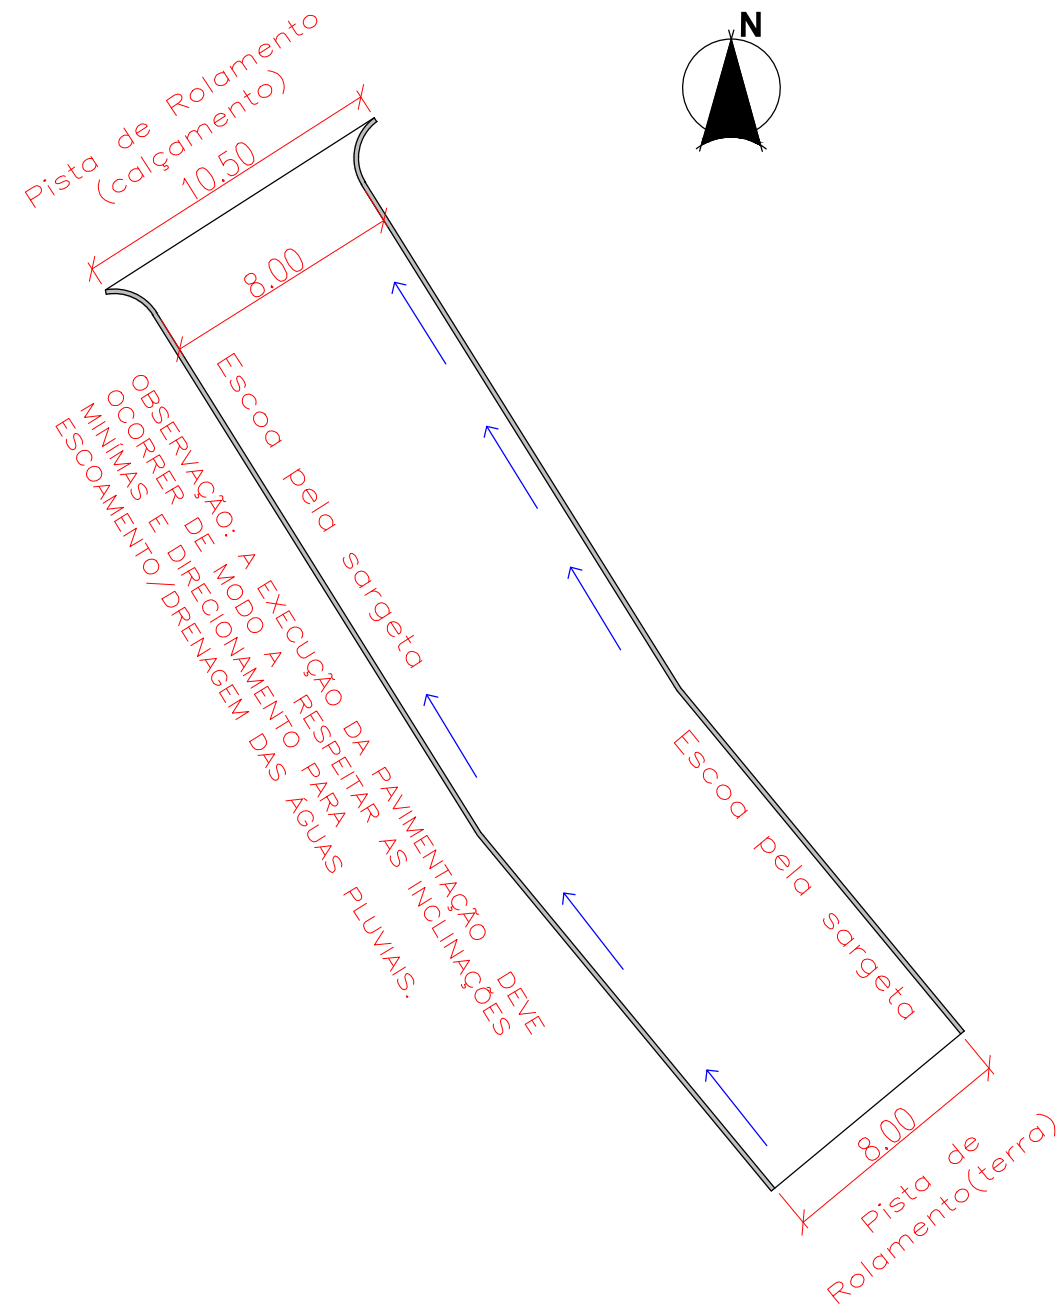 N
Pista de Rolamento
(calçamento)
10.50
8.00
Escoa pela sargeta
OBSERVAÇÃO: A EXECUÇÃO DA PAVIMENTAÇÃO DEVE
OCORRER DE MODO A RESPEITAR AS INCLINAÇÕES
MINÍMAS E DIRECIONAMENTO PARA
ESCOAMENTO/DRENAGEM DAS ÁGUAS PLUVIAIS.
Escoa pela sargeta
8.00
Pista de
Rolamento(terra)